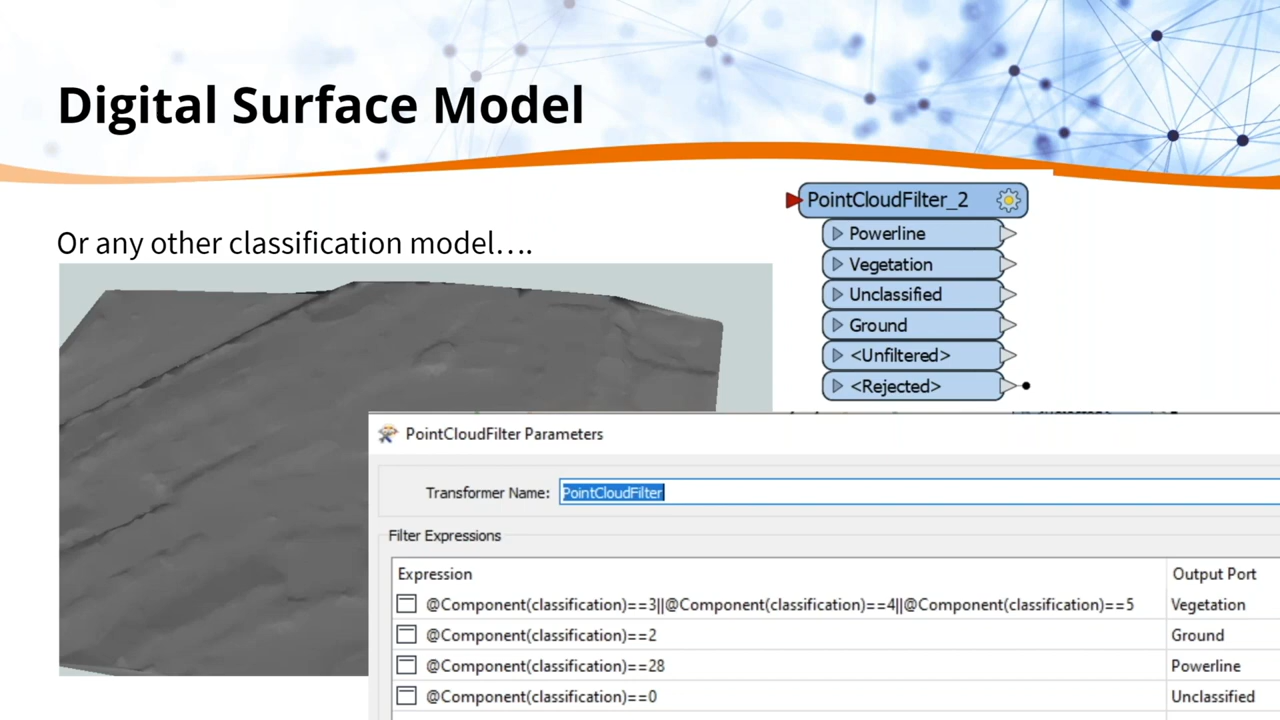 Digital Surface Model
Or any other classification model....
PointCloudFilter_2
Powerline
Vegetation
Unclassified
Ground
<Unfiltered>
<Rejected>
PointCloudFilter Parameters
Transformer Name: PointCloudFilter
Filter Expressions
Expression Output Port
@Component(classification)==3||@Component(classification)==4||@Component(classification)==5 Vegetation
@Component(classification)==2 Ground
@Component(classification)==28 Powerline
@Component(classification)==0 Unclassified